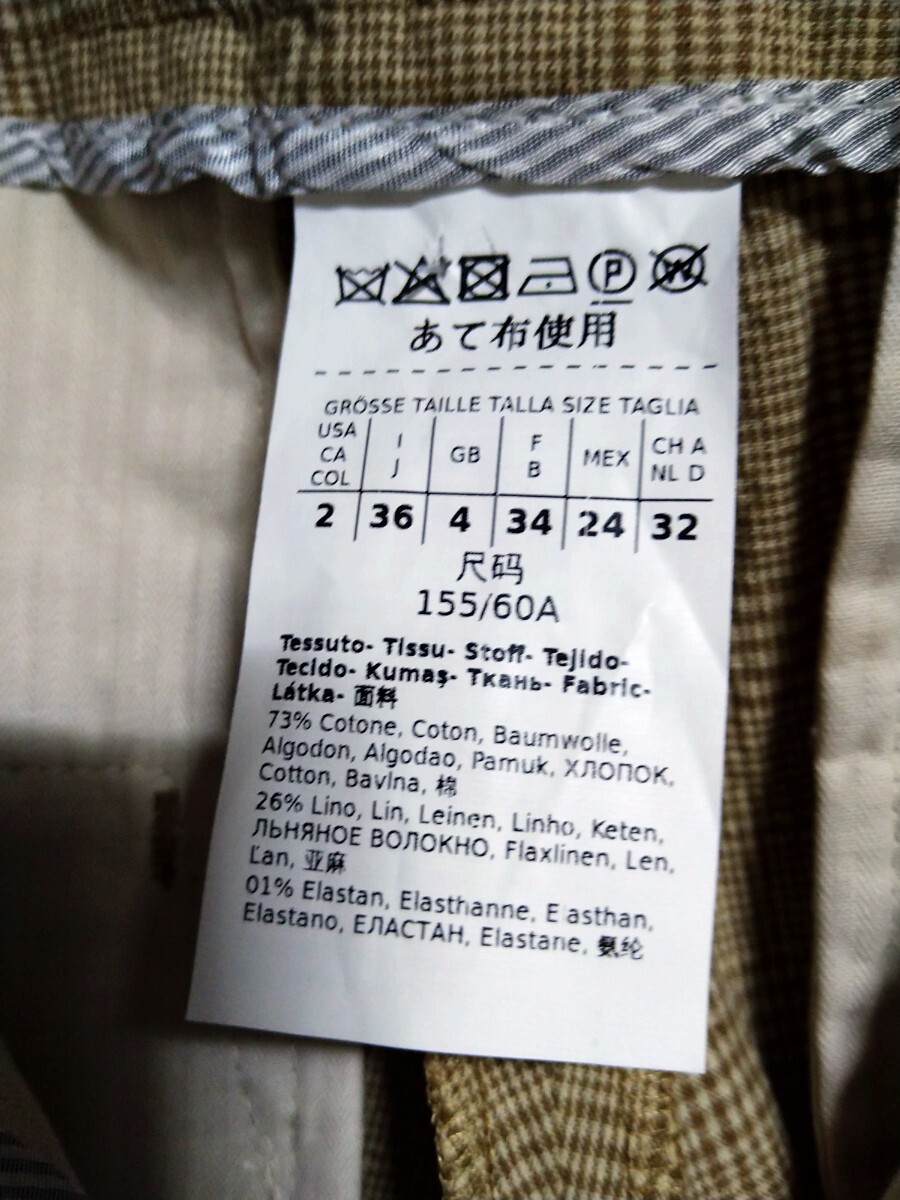 P W
あて布使用
GRÖSSE TAILLE TALLA SIZE TAGLIA
USA CA COL I J GB F B MEX CH A NL D
2 36 4 34 24 32
尺码
155/60A
Tessuto- Tissu- Stoff- Tejido-
Tecido- Kumaş- Ткань- Fabric-
Látka- 面料
73% Cotone, Coton, Baumwolle,
Algodon, Algodao, Pamuk, ХЛОПОК,
Cotton, Bavlna, 棉
26% Lino, Lin, Leinen, Linho, Keten,
ЛЬНЯНОЕ ВОЛОКНО, Flaxlinen, Len,
Ľan, 亚麻
01% Elastan, Elasthanne, E asthan,
Elastano, ЕЛАСТАН, Elastane, 氨纶